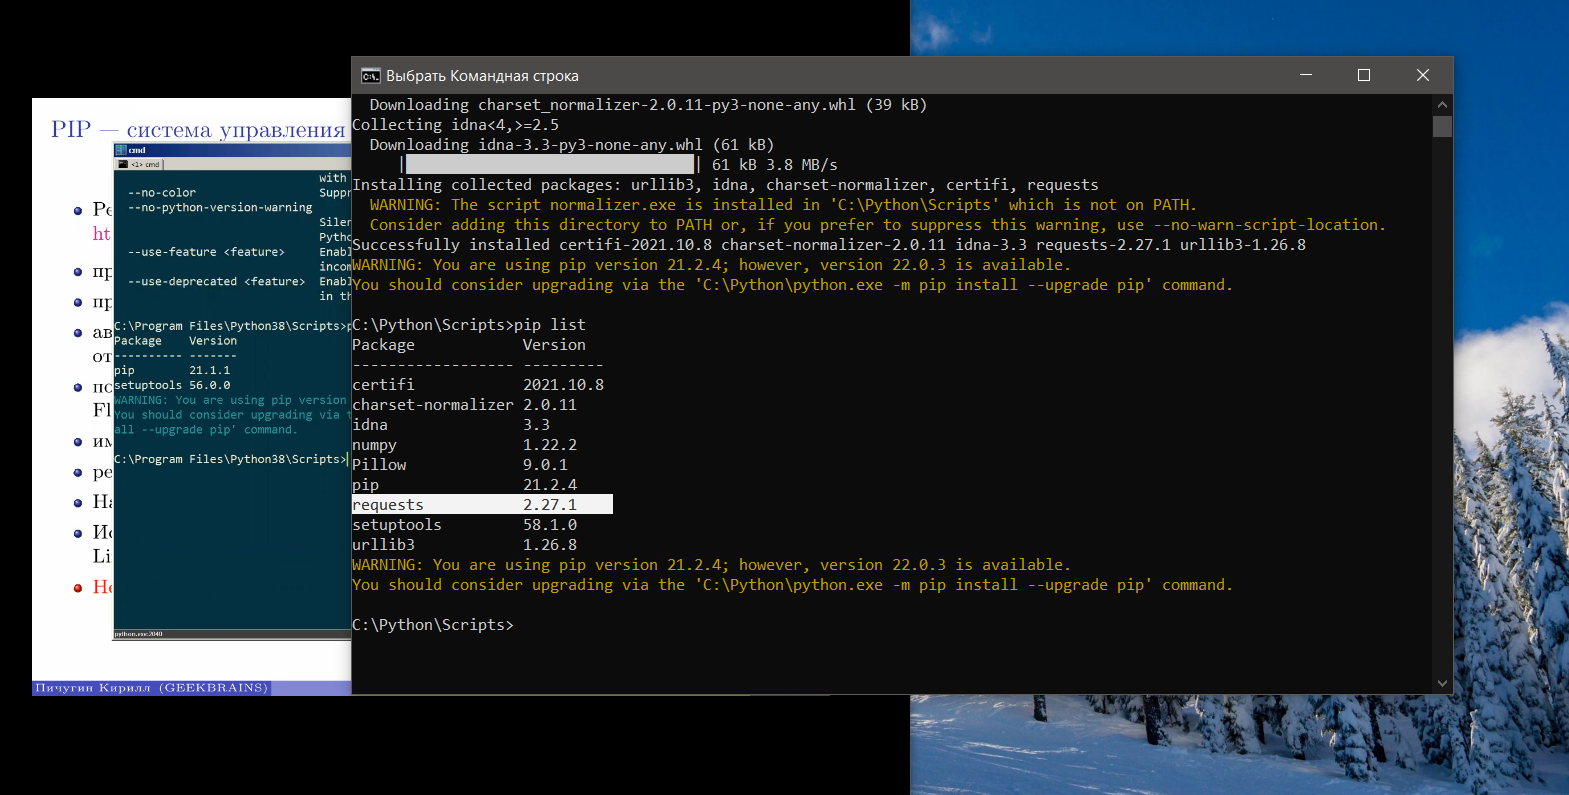 Выбрать Командная строка
Downloading charset_normalizer-2.0.11-py3-none-any.whl (39 kB)
Collecting idna<4,>=2.5
Downloading idna-3.3-py3-none-any.whl (61 kB)
| | 61 kB 3.8 MB/s
Installing collected packages: urllib3, idna, charset-normalizer, certifi, requests
WARNING: The script normalizer.exe is installed in 'C:\Python\Scripts' which is not on PATH.
Consider adding this directory to PATH or, if you prefer to suppress this warning, use --no-warn-script-location.
Successfully installed certifi-2021.10.8 charset-normalizer-2.0.11 idna-3.3 requests-2.27.1 urllib3-1.26.8
WARNING: You are using pip version 21.2.4; however, version 22.0.3 is available.
You should consider upgrading via the 'C:\Python\python.exe -m pip install --upgrade pip' command.
C:\Python\Scripts>pip list
Package Version
------------------ ---------
certifi 2021.10.8
charset-normalizer 2.0.11
idna 3.3
numpy 1.22.2
Pillow 9.0.1
pip 21.2.4
requests 2.27.1
setuptools 58.1.0
urllib3 1.26.8
WARNING: You are using pip version 21.2.4; however, version 22.0.3 is available.
You should consider upgrading via the 'C:\Python\python.exe -m pip install --upgrade pip' command.
C:\Python\Scripts>
PIP — система управления
cmd
<1> cmd
with
--no-color Suppr
--no-python-version-warning
Silen
Pytho
--use-feature <feature> Enabl
incom
--use-deprecated <feature> Enabl
in th
C:\Program Files\Python38\Scripts>p
Package Version
---------- -------
pip 21.1.1
setuptools 56.0.0
WARNING: You are using pip version
You should consider upgrading via t
all --upgrade pip' command.
C:\Program Files\Python38\Scripts>
python.exe:2040
Ре
ht
пр
пр
ав
от
по
Fl
им
ре
На
Ис
Li
Не
Пичугин Кирилл (GEEKBRAINS)